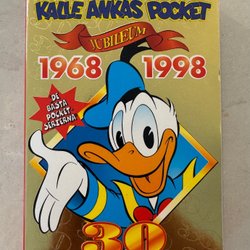 KALLE ANKAS POCKET
JUBILEUM
1968 1998
DE
BÄSTA
POCKET-
SERIERNA
30